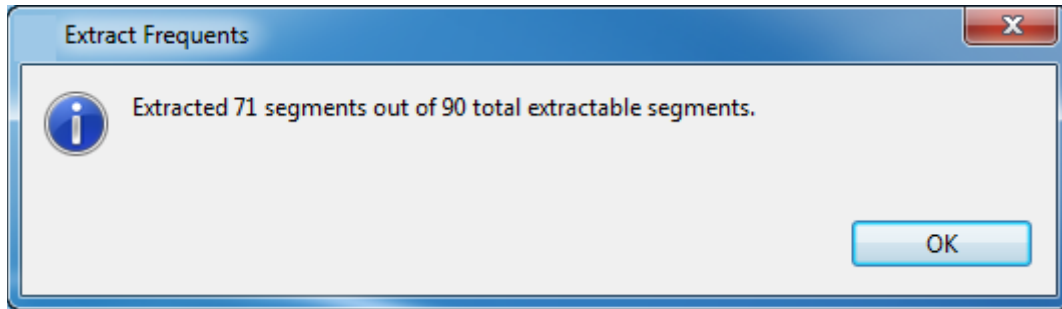 Extract Frequents
Extracted 71 segments out of 90 total extractable segments.
OK